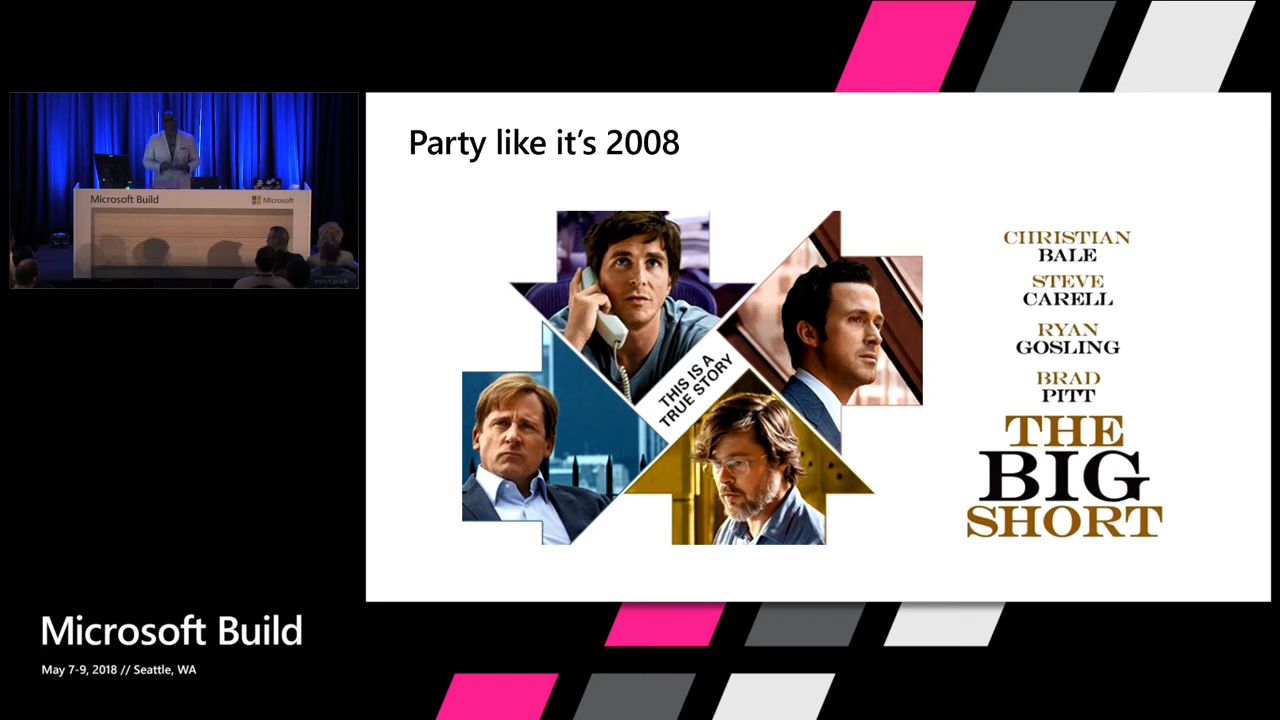 Party like it's 2008
Microsoft Build
Microsoft
THIS IS A
TRUE STORY
CHRISTIAN
BALE
STEVE
CARELL
RYAN
GOSLING
BRAD
PITT
THE
BIG
SHORT
Microsoft Build
May 7-9, 2018 // Seattle, WA